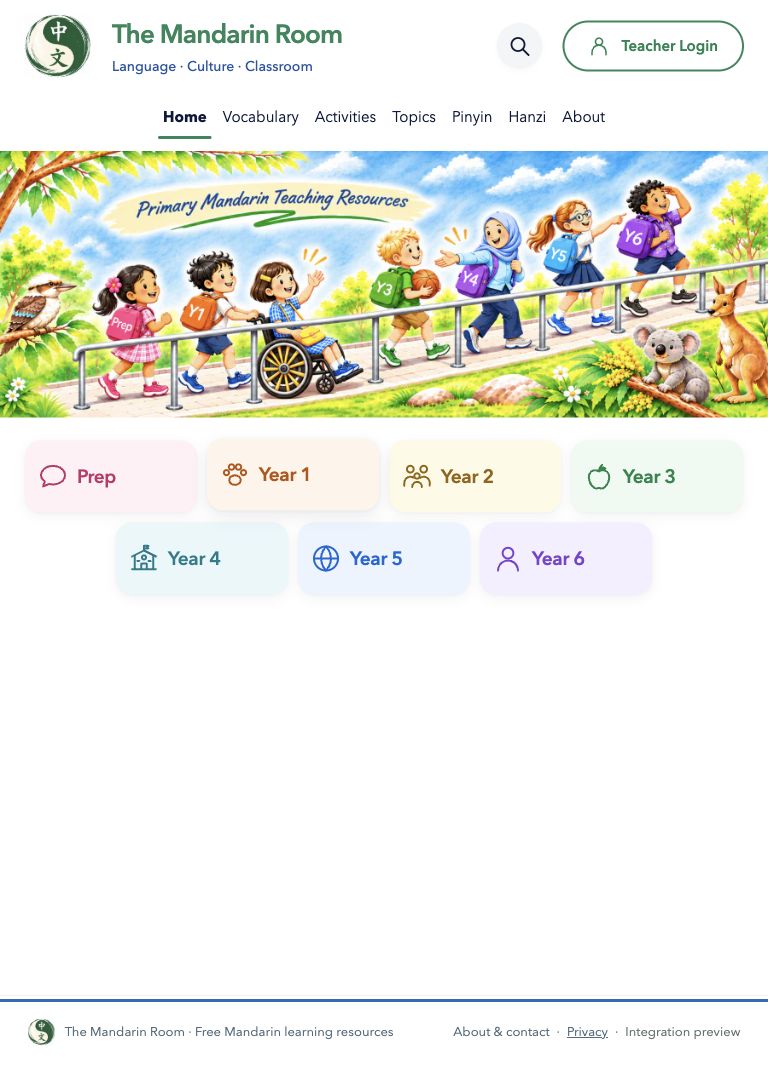 中
文
The Mandarin Room
Language · Culture · Classroom
Teacher Login
Home Vocabulary Activities Topics Pinyin Hanzi About
Primary Mandarin Teaching Resources
Prep
Y1
Y3
Y4
Y5
Y6
Prep
Year 1
Year 2
Year 3
Year 4
Year 5
Year 6
中
文
The Mandarin Room · Free Mandarin learning resources
About & contact · Privacy · Integration preview